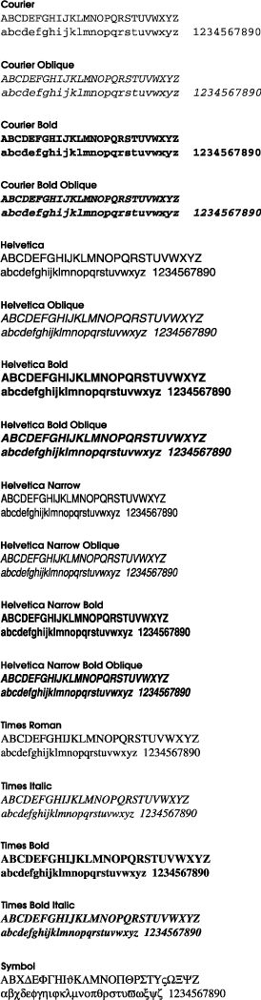 Courier
ABCDEFGHIJKLMNOPQRSTUVWXYZ
abcdefghijklmnopqrstuvwxyz 1234567890
Courier Oblique
ABCDEFGHIJKLMNOPQRSTUVWXYZ
abcdefghijklmnopqrstuvwxyz 1234567890
Courier Bold
ABCDEFGHIJKLMNOPQRSTUVWXYZ
abcdefghijklmnopqrstuvwxyz 1234567890
Courier Bold Oblique
ABCDEFGHIJKLMNOPQRSTUVWXYZ
abcdefghijklmnopqrstuvwxyz 1234567890
Helvetica
ABCDEFGHIJKLMNOPQRSTUVWXYZ
abcdefghijklmnopqrstuvwxyz 1234567890
Helvetica Oblique
ABCDEFGHIJKLMNOPQRSTUVWXYZ
abcdefghijklmnopqrstuvwxyz 1234567890
Helvetica Bold
ABCDEFGHIJKLMNOPQRSTUVWXYZ
abcdefghijklmnopqrstuvwxyz 1234567890
Helvetica Bold Oblique
ABCDEFGHIJKLMNOPQRSTUVWXYZ
abcdefghijklmnopqrstuvwxyz 1234567890
Helvetica Narrow
ABCDEFGHIJKLMNOPQRSTUVWXYZ
abcdefghijklmnopqrstuvwxyz 1234567890
Helvetica Narrow Oblique
ABCDEFGHIJKLMNOPQRSTUVWXYZ
abcdefghijklmnopqrstuvwxyz 1234567890
Helvetica Narrow Bold
ABCDEFGHIJKLMNOPQRSTUVWXYZ
abcdefghijklmnopqrstuvwxyz 1234567890
Helvetica Narrow Bold Oblique
ABCDEFGHIJKLMNOPQRSTUVWXYZ
abcdefghijklmnopqrstuvwxyz 1234567890
Times Roman
ABCDEFGHIJKLMNOPQRSTUVWXYZ
abcdefghijklmnopqrstuvwxyz 1234567890
Times Italic
ABCDEFGHIJKLMNOPQRSTUVWXYZ
abcdefghijklmnopqrstuvwxyz 1234567890
Times Bold
ABCDEFGHIJKLMNOPQRSTUVWXYZ
abcdefghijklmnopqrstuvwxyz 1234567890
Times Bold Italic
ABCDEFGHIJKLMNOPQRSTUVWXYZ
abcdefghijklmnopqrstuvwxyz 1234567890
Symbol
ΑΒΧΔΕΦΓΗΙϑΚΛΜΝΟΠΘΡΣΤΥςΩΞΨΖ
αβχδεφγηιφκλμνοπθρστυϖωξψζ 1234567890